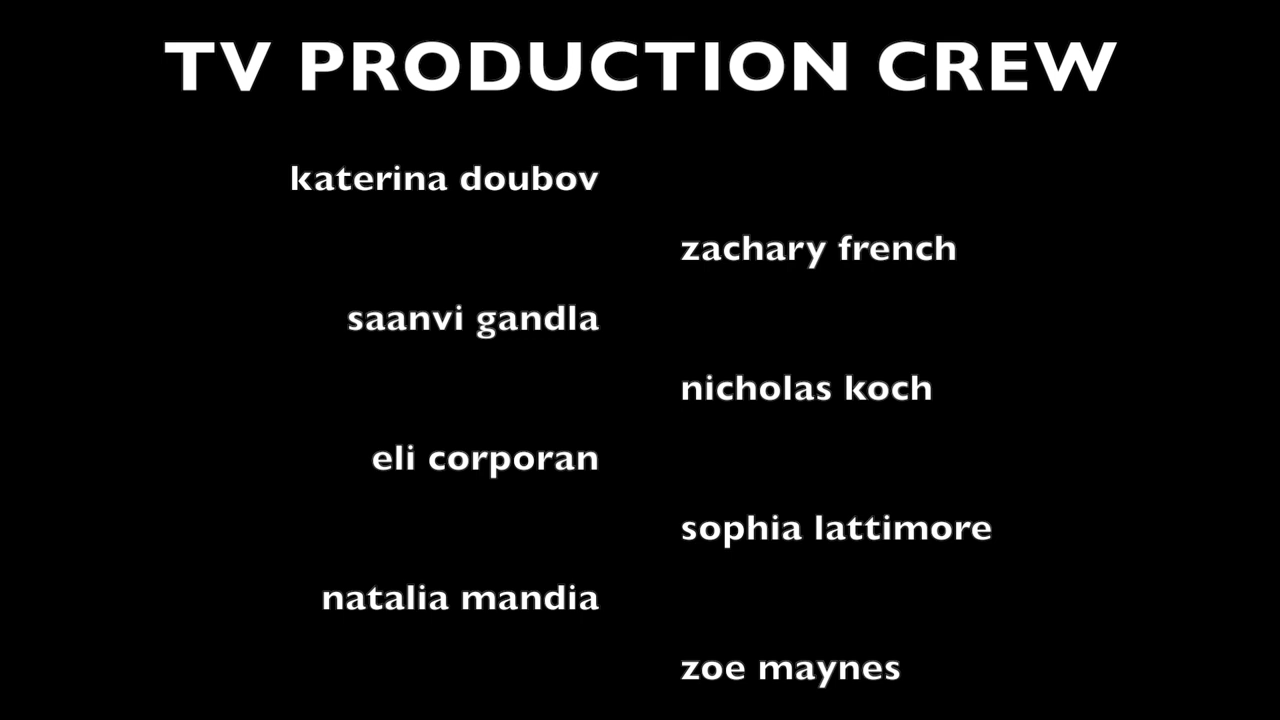 TV PRODUCTION CREW
katerina doubov
zachary french
saanvi gandla
nicholas koch
eli corporan
sophia lattimore
natalia mandia
zoe maynes